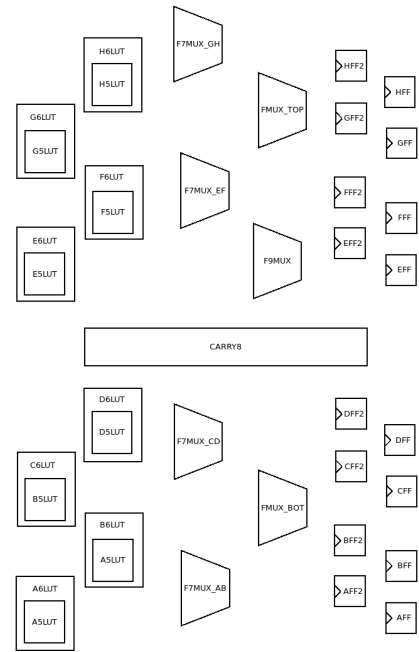 F7MUX_GH
H6LUT
H5LUT
HFF2
HFF
FMUX_TOP
GFF2
G6LUT
G5LUT
GFF
F6LUT
F5LUT
F7MUX_EF
FFF2
FFF
E6LUT
E5LUT
EFF2
F9MUX
EFF
CARRY8
D6LUT
D5LUT
F7MUX_CD
DFF2
DFF
C6LUT
B5LUT
CFF2
CFF
FMUX_BOT
B6LUT
A5LUT
BFF2
BFF
A6LUT
A5LUT
F7MUX_AB
AFF2
AFF